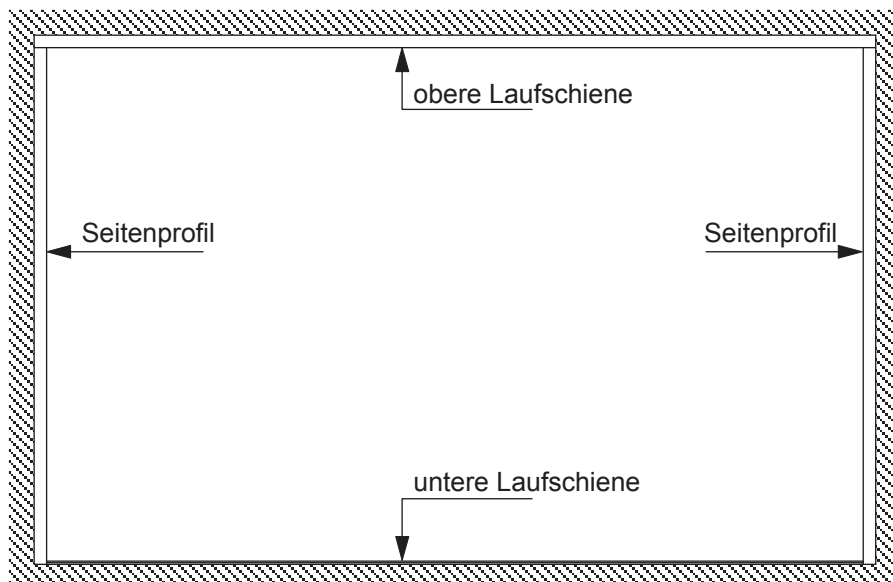 obere Laufschiene
Seitenprofil
Seitenprofil
untere Laufschiene